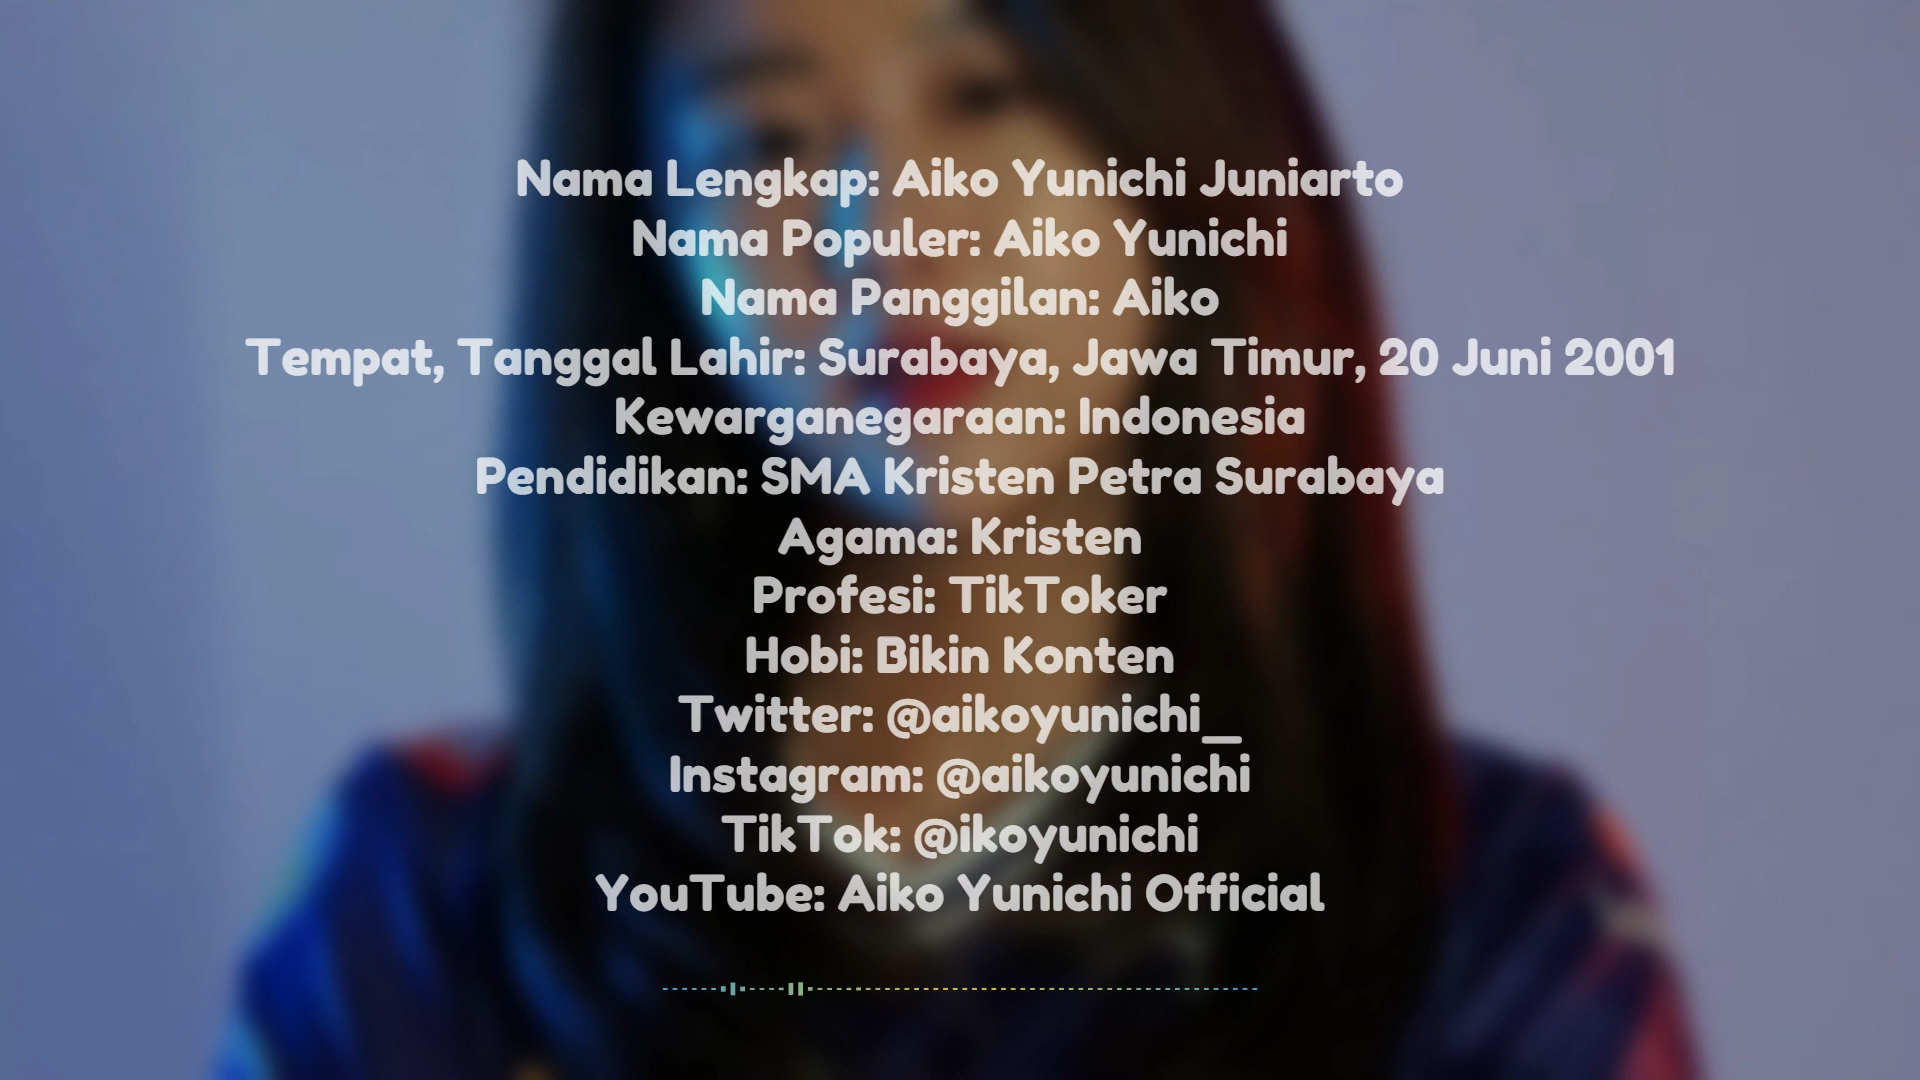 Nama Lengkap: Aiko Yunichi Juniarto
Nama Populer: Aiko Yunichi
Nama Panggilan: Aiko
Tempat, Tanggal Lahir: Surabaya, Jawa Timur, 20 Juni 2001
Kewarganegaraan: Indonesia
Pendidikan: SMA Kristen Petra Surabaya
Agama: Kristen
Profesi: TikToker
Hobi: Bikin Konten
Twitter: @aikoyunichi_
Instagram: @aikoyunichi
TikTok: @ikoyunichi
YouTube: Aiko Yunichi Official